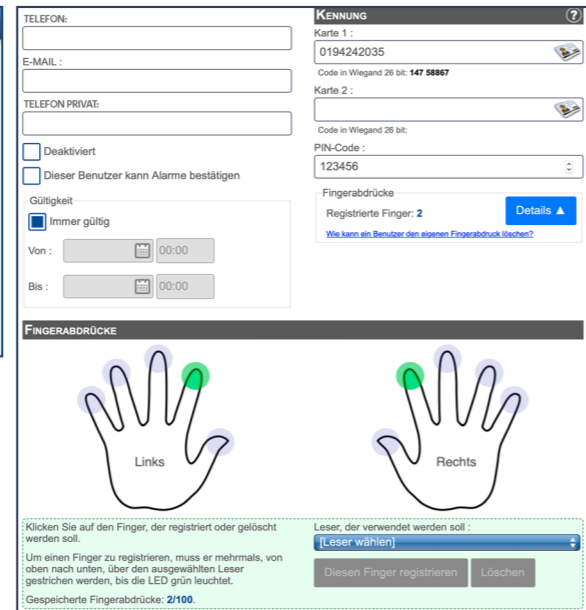 TELEFON:
E-MAIL :
TELEFON PRIVAT:
Deaktiviert
Dieser Benutzer kann Alarme bestätigen
Gültigkeit
Immer gültig
Von :
00:00
Bis :
00:00
KENNUNG
?
Karte 1 :
0194242035
Code in Wiegand 26 bit: 147 58867
Karte 2 :
Code in Wiegand 26 bit:
PIN-Code :
123456
Fingerabdrücke
Registrierte Finger: 2
Details ▲
Wie kann ein Benutzer den eigenen Fingerabdruck löschen?
FINGERABDRÜCKE
Links
Rechts
Klicken Sie auf den Finger, der registriert oder gelöscht
werden soll.
Um einen Finger zu registrieren, muss er mehrmals, von
oben nach unten, über den ausgewählten Leser
gestrichen werden, bis die LED grün leuchtet.
Gespeicherte Fingerabdrücke: 2/100.
Leser, der verwendet werden soll :
[Leser wählen]
Diesen Finger registrieren
Löschen